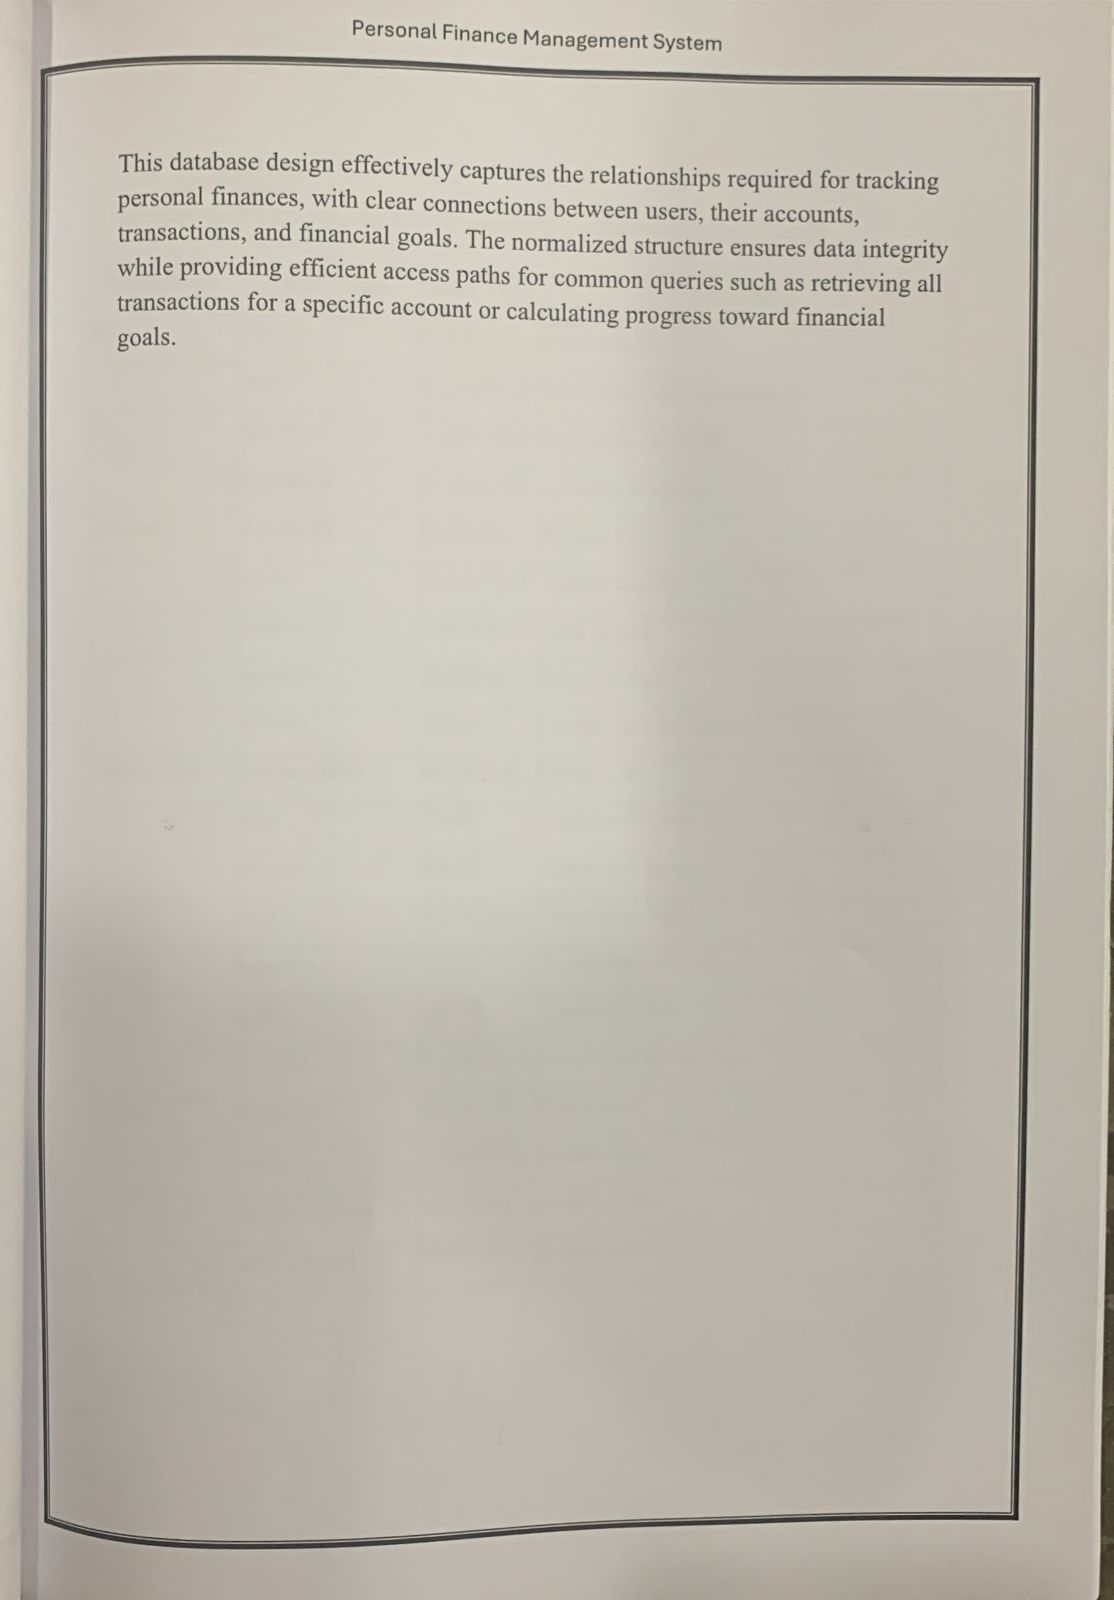 Personal Finance Management System
This database design effectively captures the relationships required for tracking
personal finances, with clear connections between users, their accounts,
transactions, and financial goals. The normalized structure ensures data integrity
while providing efficient access paths for common queries such as retrieving all
transactions for a specific account or calculating progress toward financial
goals.